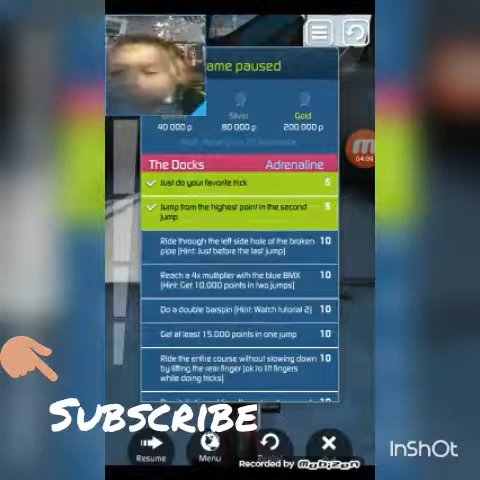 ame paused
Silver Gold
40 000 p 80 000 p 200 000 p
The Docks Adrenaline
Just do your favorite trick 5
Jump from the highest point in the second 5
jump
Ride through the left side hole of the broken 10
pipe (Hint: Just before the last jump)
Reach a 4x multiplier with the blue BMX 10
(Hint: Get 10,000 points in two jumps)
Do a double barspin (Hint: Watch tutorial 2) 10
Get at least 15,000 points in one jump 10
Ride the entire course without slowing down 10
by lifting the rear finger (ok to lift fingers
while doing tricks)
04:09
SUBSCRIBE
Resume Menu
Recorded by mobizen
InShOt